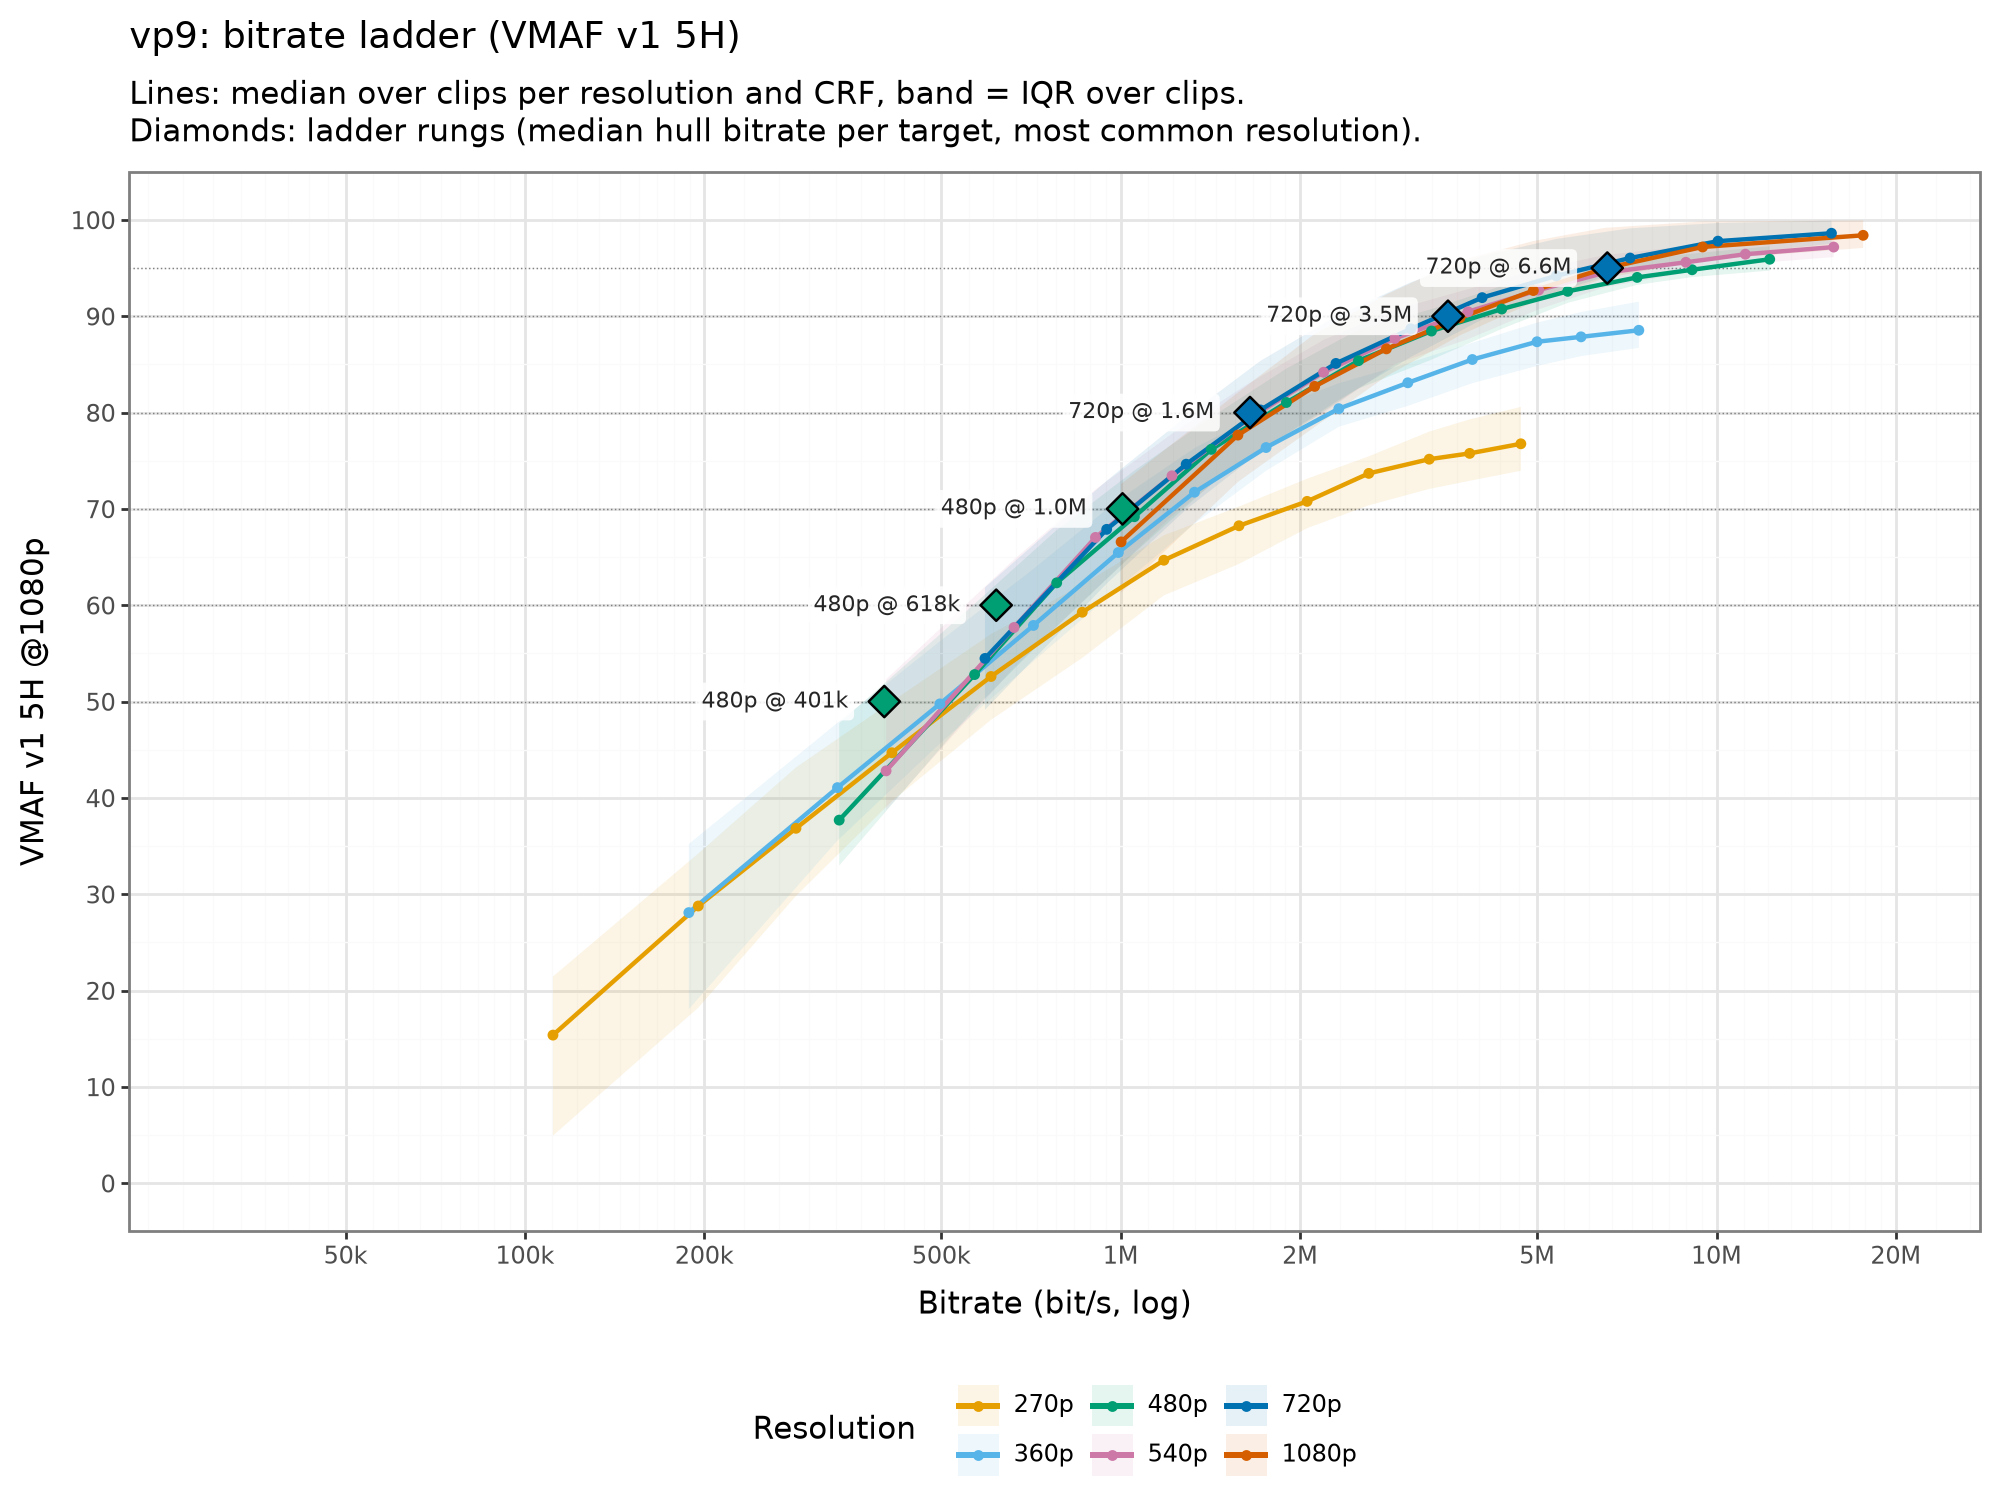 vp9: bitrate ladder (VMAF v1 5H)
Lines: median over clips per resolution and CRF, band = IQR over clips.
Diamonds: ladder rungs (median hull bitrate per target, most common resolution).
VMAF v1 5H @1080p
100
90
80
70
60
50
40
30
20
10
0
720p @ 6.6M
720p @ 3.5M
720p @ 1.6M
480p @ 1.0M
480p @ 618k
480p @ 401k
50k 100k 200k 500k 1M 2M 5M 10M 20M
Bitrate (bit/s, log)
Resolution
270p 480p 720p
360p 540p 1080p